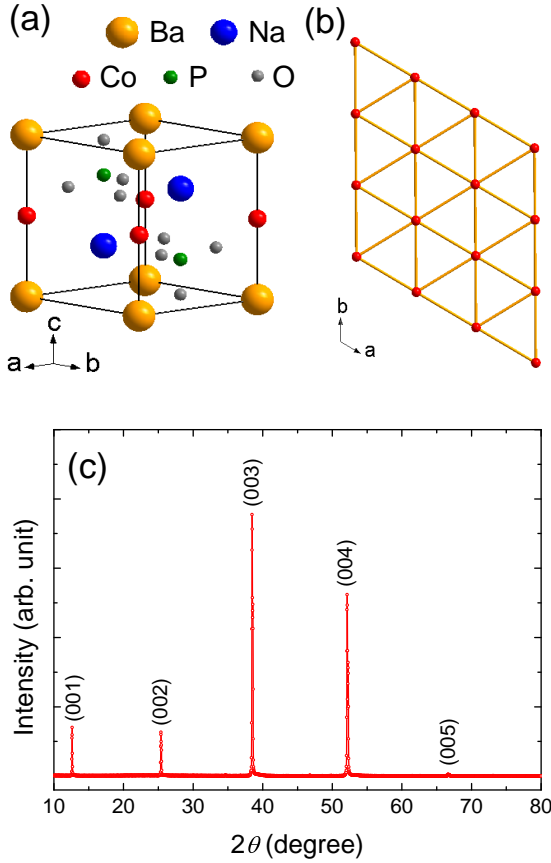 (a)
Ba Na
Co P O
c
a b
(b)
b
a
(c)
Intensity (arb. unit)
(001)
(002)
(003)
(004)
(005)
10 20 30 40 50 60 70 80
2θ (degree)